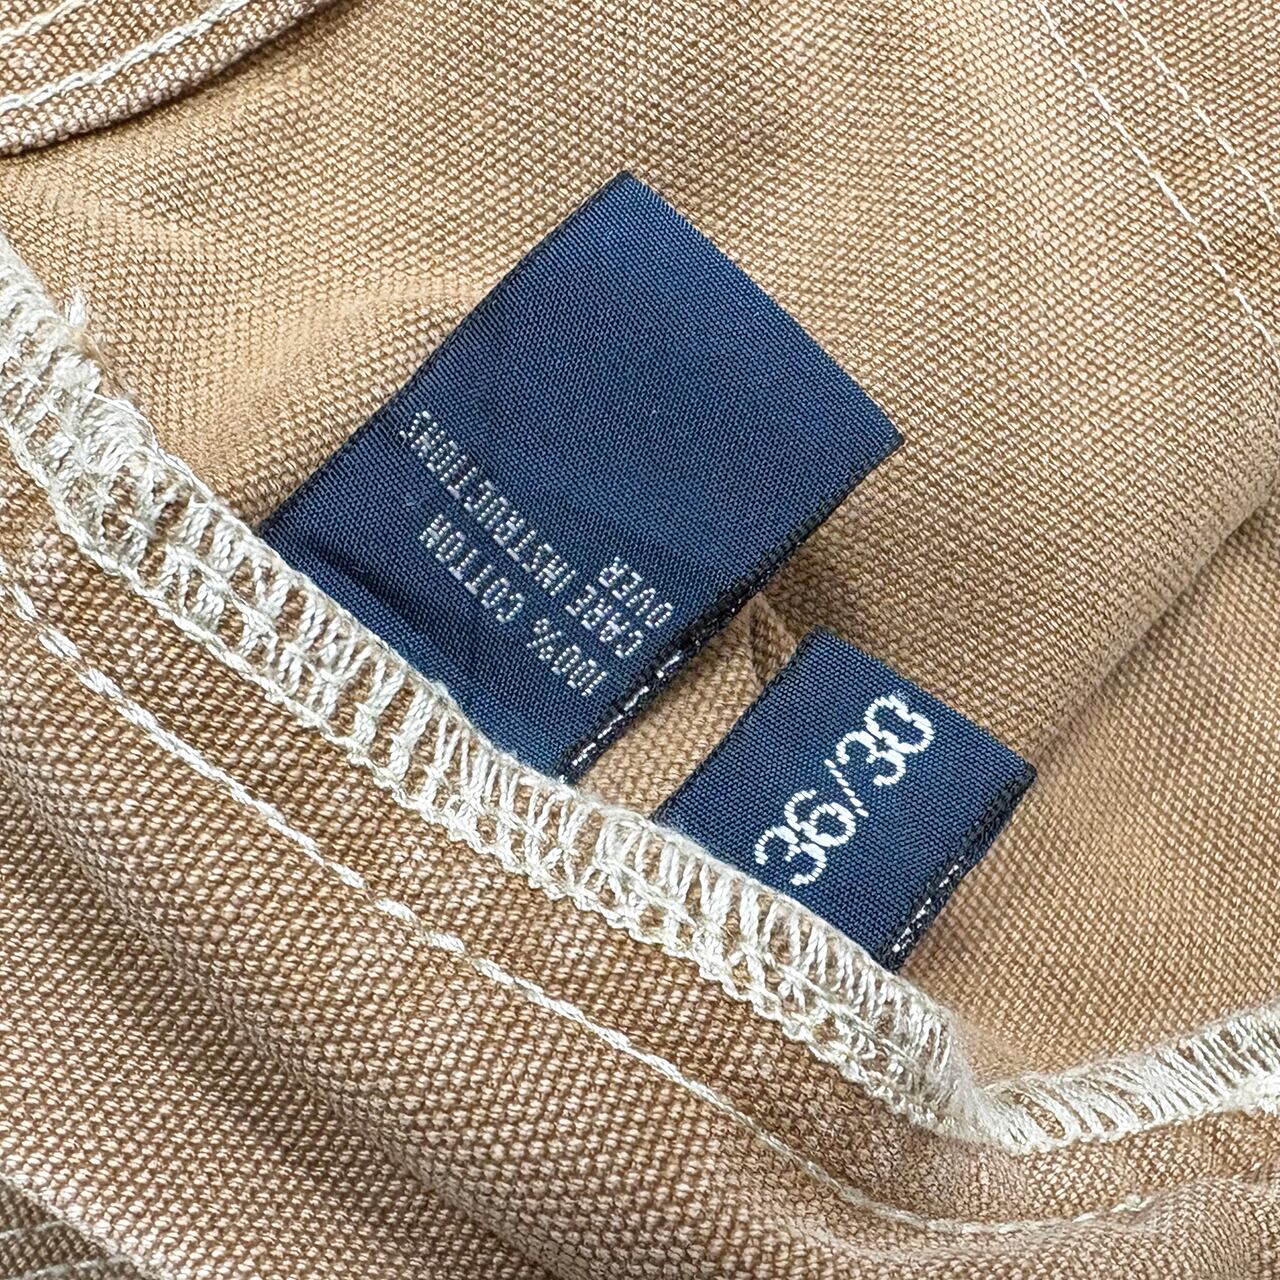 100% COTTON
CARE INSTRUCTIONS
OVER
36/30